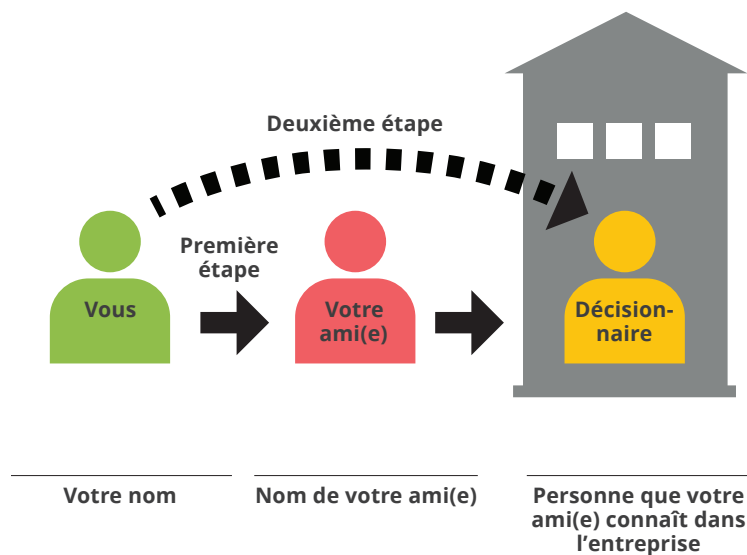 Deuxième étape
Première
étape
Vous
Votre
ami(e)
Décision-
naire
Votre nom
Nom de votre ami(e)
Personne que votre
ami(e) connaît dans
l’entreprise